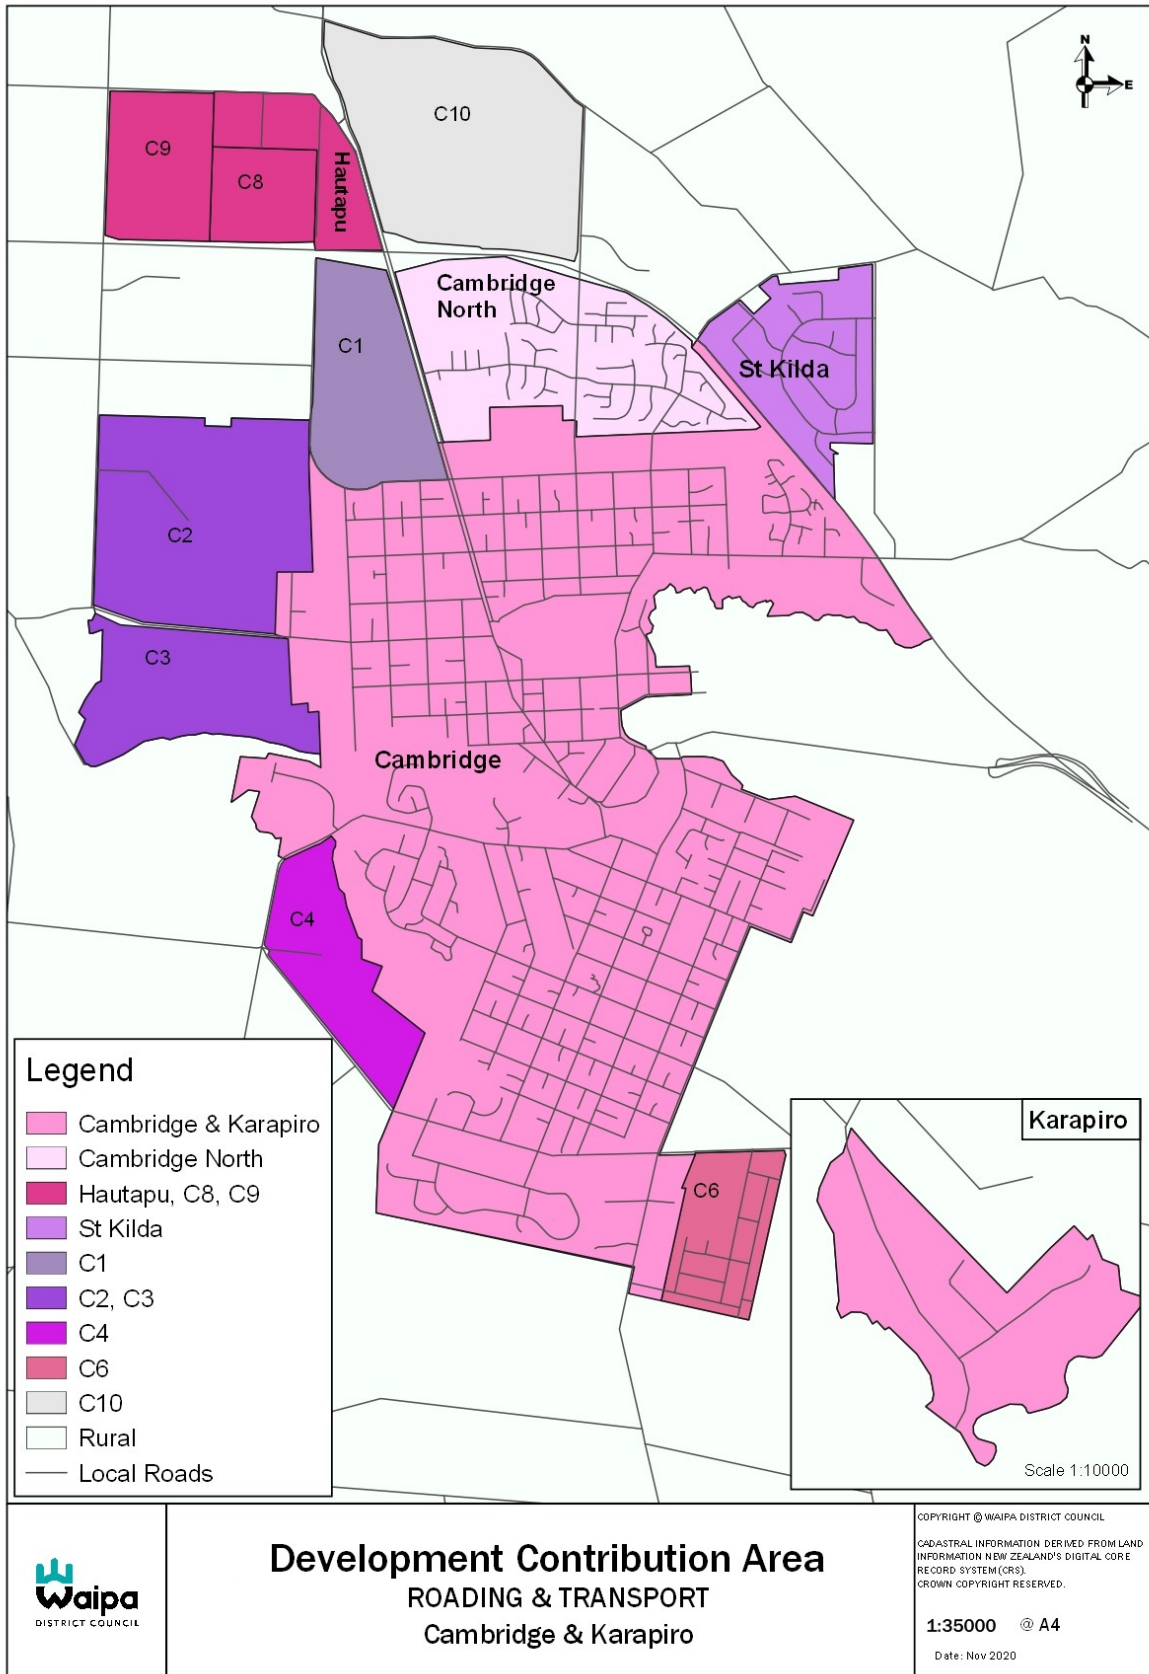 N
E
C10
C9
C8
Hautapu
Cambridge
North
C1
St Kilda
C2
C3
Cambridge
C4
C6
Legend
Cambridge & Karapiro
Cambridge North
Hautapu, C8, C9
St Kilda
C1
C2, C3
C4
C6
C10
Rural
Local Roads
Karapiro
Scale 1:10000
Waipa
DISTRICT COUNCIL
Development Contribution Area
ROADING & TRANSPORT
Cambridge & Karapiro
COPYRIGHT © WAIPA DISTRICT COUNCIL
CADASTRAL INFORMATION DERIVED FROM LAND
INFORMATION NEW ZEALAND'S DIGITAL CORE
RECORD SYSTEM (CRS).
CROWN COPYRIGHT RESERVED.
1:35000 @ A4
Date: Nov 2020